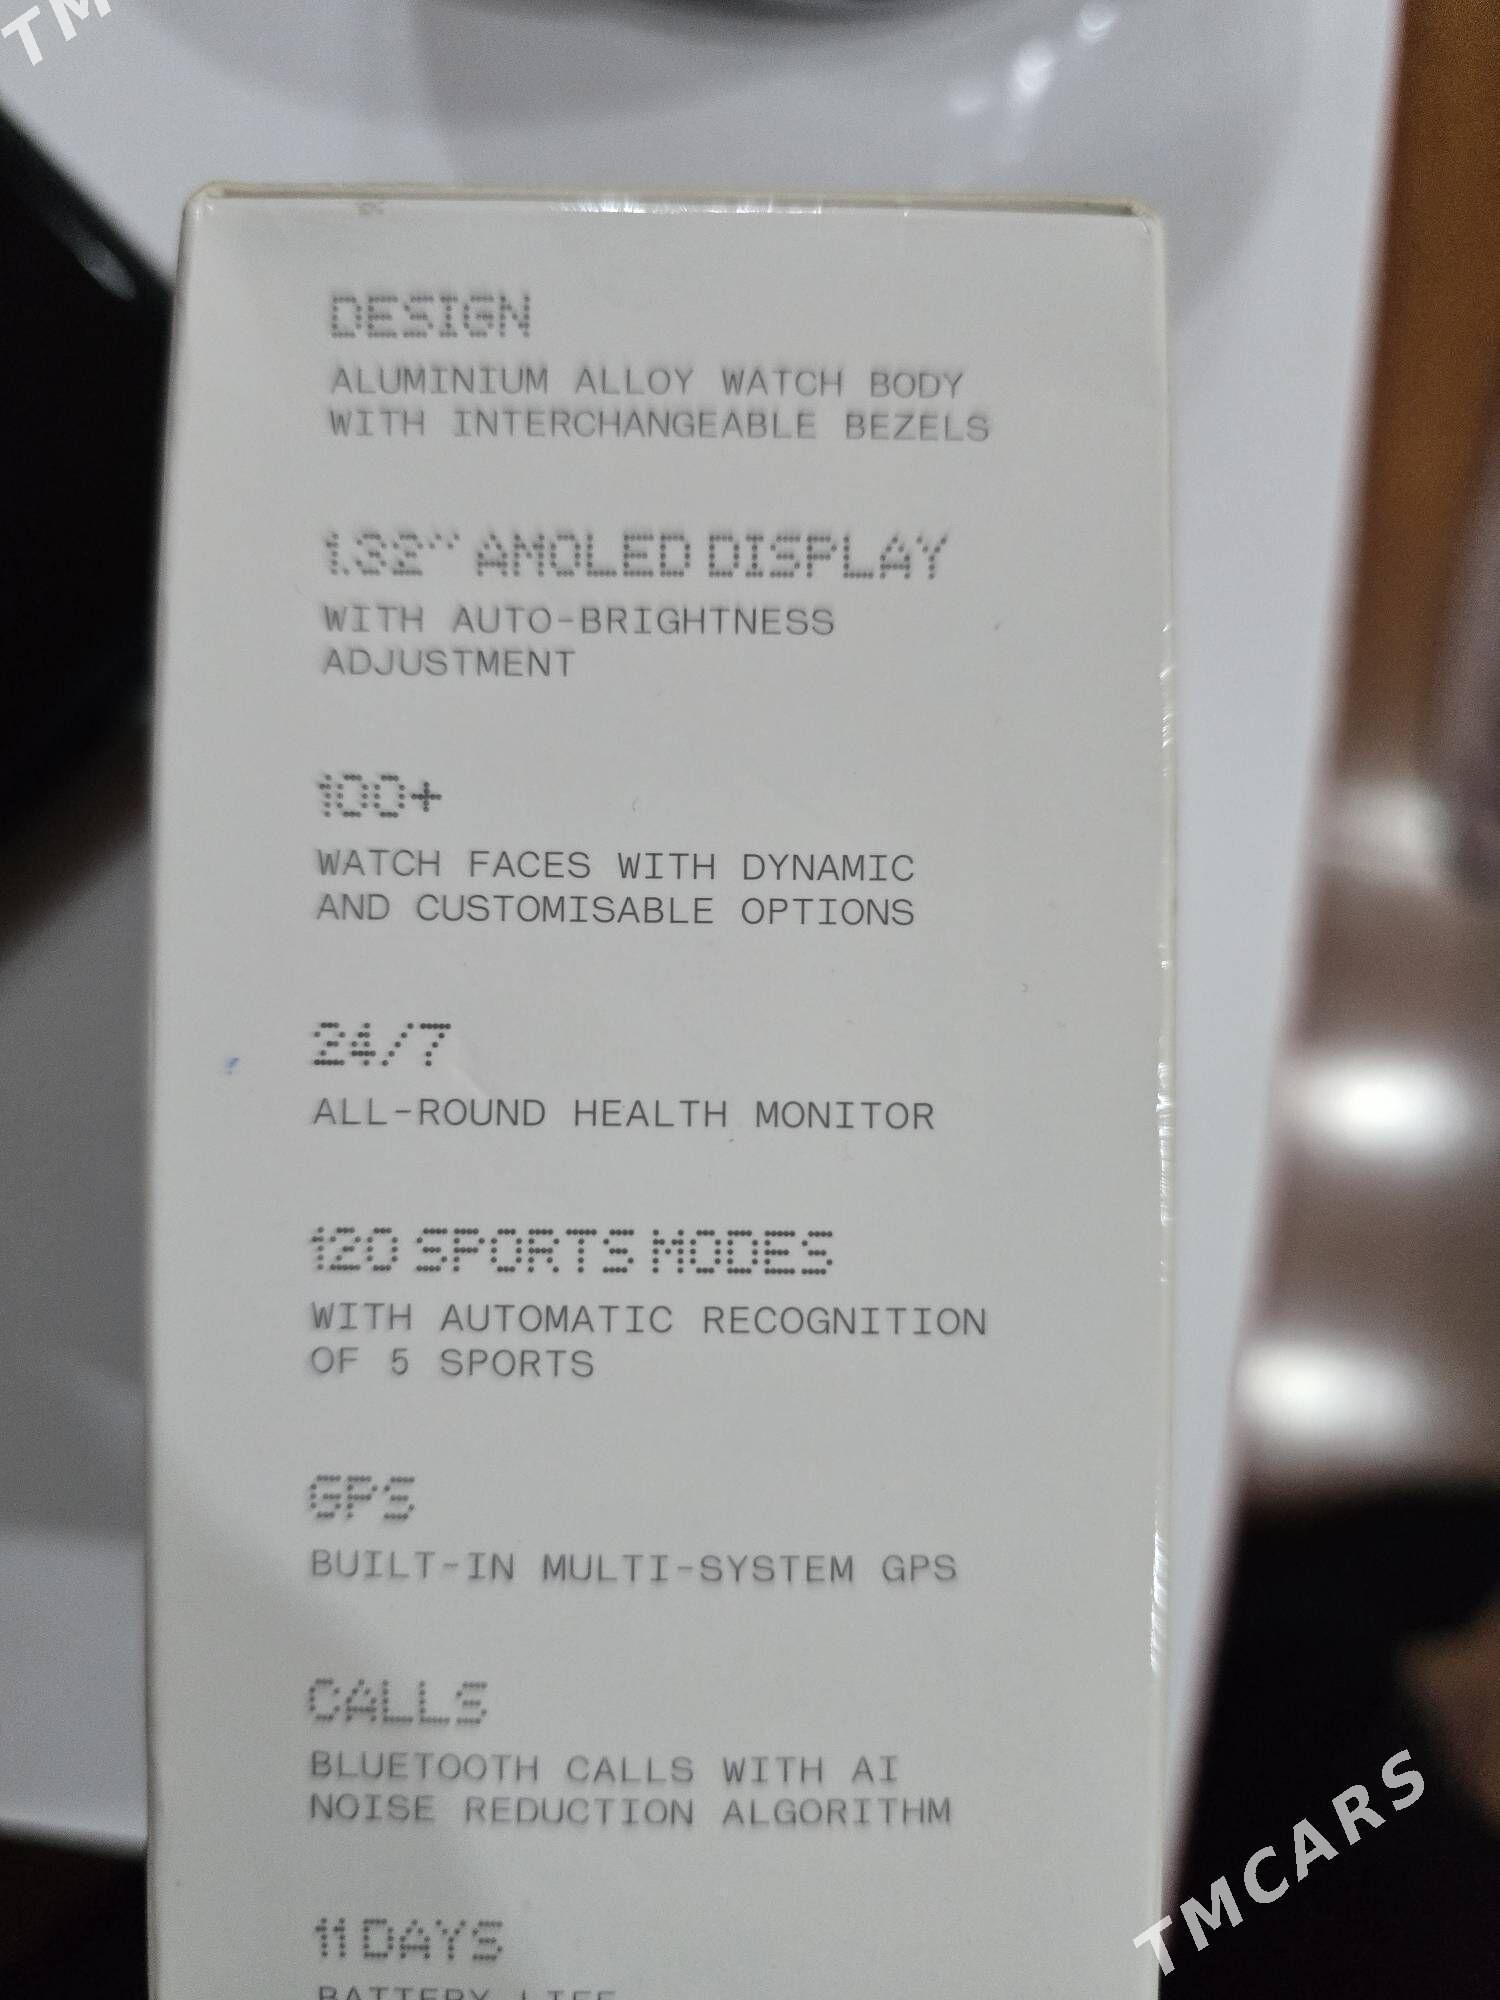 TM
DESIGN
ALUMINIUM ALLOY WATCH BODY
WITH INTERCHANGEABLE BEZELS
1.32" AMOLED DISPLAY
WITH AUTO-BRIGHTNESS
ADJUSTMENT
100+
WATCH FACES WITH DYNAMIC
AND CUSTOMISABLE OPTIONS
24/7
ALL-ROUND HEALTH MONITOR
120 SPORTS MODES
WITH AUTOMATIC RECOGNITION
OF 5 SPORTS
GPS
BUILT-IN MULTI-SYSTEM GPS
CALLS
BLUETOOTH CALLS WITH AI
NOISE REDUCTION ALGORITHM
11 DAYS
BATTERY LIFE
TMCARS